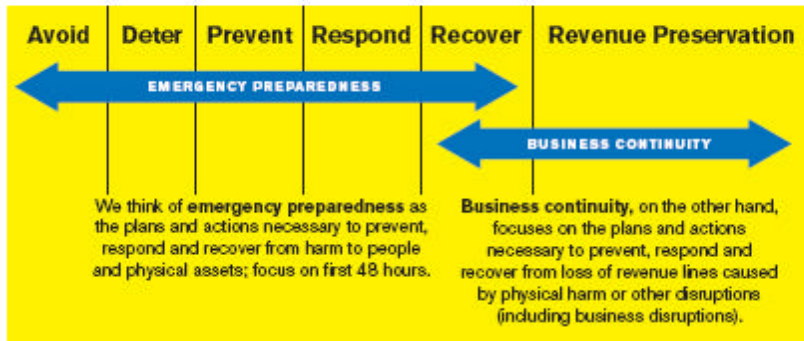 Avoid Deter Prevent Respond Recover Revenue Preservation
EMERGENCY PREPAREDNESS
BUSINESS CONTINUITY
We think of emergency preparedness as
the plans and actions necessary to prevent,
respond and recover from harm to people
and physical assets; focus on first 48 hours.
Business continuity, on the other hand,
focuses on the plans and actions
necessary to prevent, respond and
recover from loss of revenue lines caused
by physical harm or other disruptions
(including business disruptions).